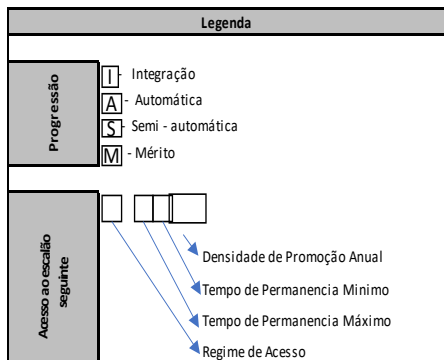 Legenda
Progressão
I - Integração
A - Automática
S - Semi - automática
M - Mérito
Acesso ao escalão
seguinte
Densidade de Promoção Anual
Tempo de Permanencia Minimo
Tempo de Permanencia Máximo
Regime de Acesso